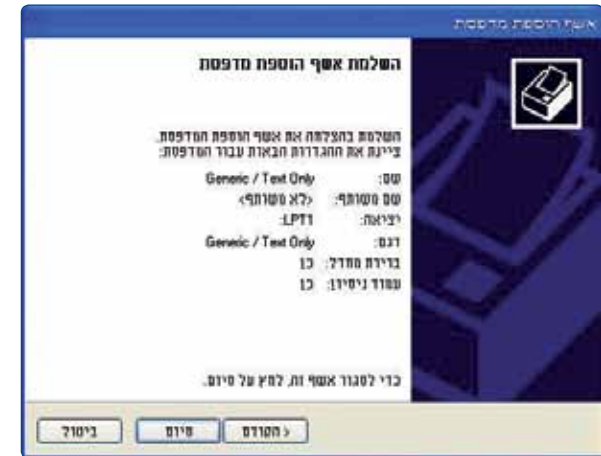 אשף הוספת מדפסת
השלמת אשף הוספת מדפסת
השלמת בהצלחה את אשף הוספת המדפסת.
ציינת את ההגדרות הבאות עבור המדפסת:
שם: Generic / Text Only
שם משותף: <לא משותף>
יציאה: LPT1:
דגם: Generic / Text Only
ברירת מחדל: כן
עמוד ניסיון: כן
כדי לסגור אשף זה, לחץ על סיום.
< הקודם סיום ביטול